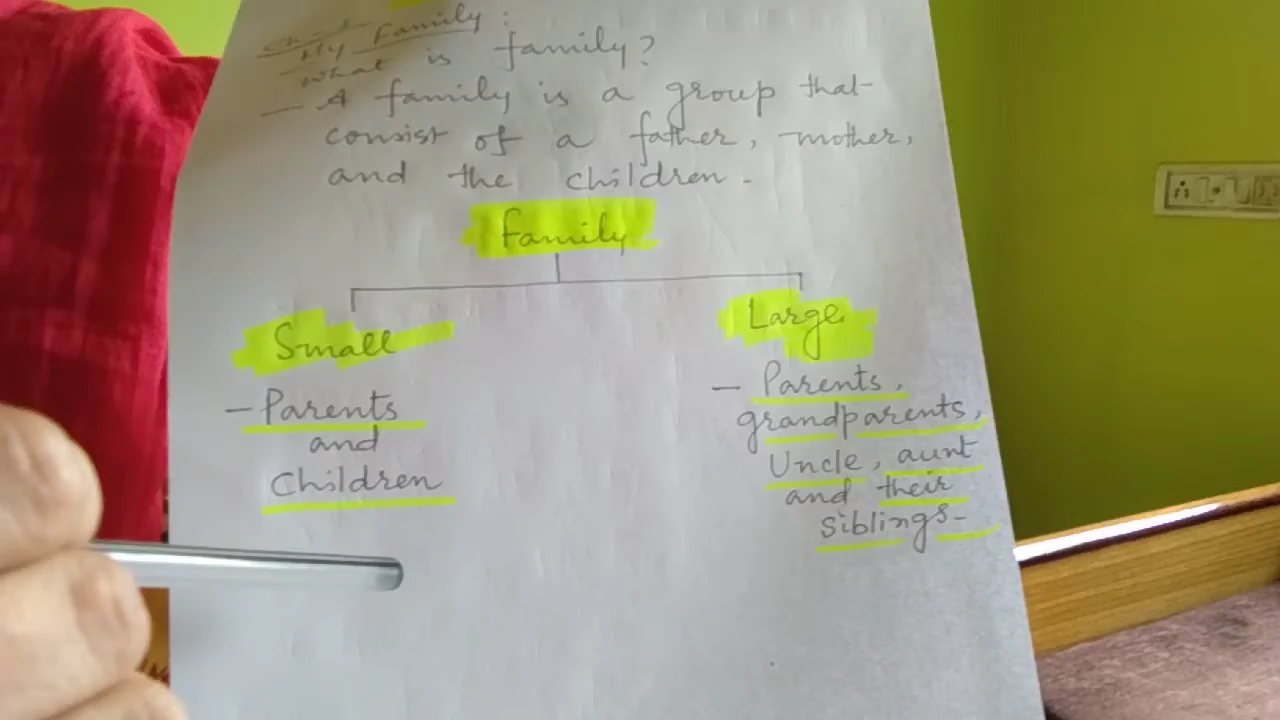 My Family:
What is family?
— A family is a group that
consist of a father, mother,
and the children.
Family
Small
Large
— Parents
and
Children
— Parents,
grandparents,
Uncle, aunt
and their
siblings-